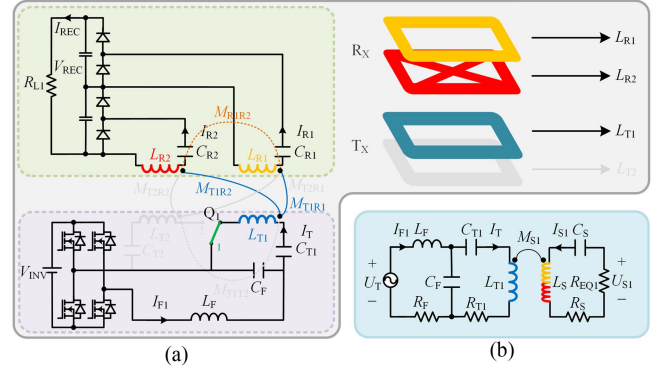 I_REC
V_REC
R_L1
M_R1R2
I_R2
I_R1
C_R2
C_R1
L_R2
L_R1
M_T2R2
M_T1R2
M_T2R1
M_T1R1
R_X
L_R1
L_R2
T_X
L_T1
L_T2
V_INV
L_T2
C_T2
Q_1
2
1
L_T1
I_T
C_T1
M_T1T2
C_F
I_F1
L_F
(a)
I_F1 L_F C_T1 I_T M_S1 I_S1 C_S
+ +
U_T C_F L_T1 L_S R_EQ1 U_S1
− −
R_F R_T1 R_S
(b)